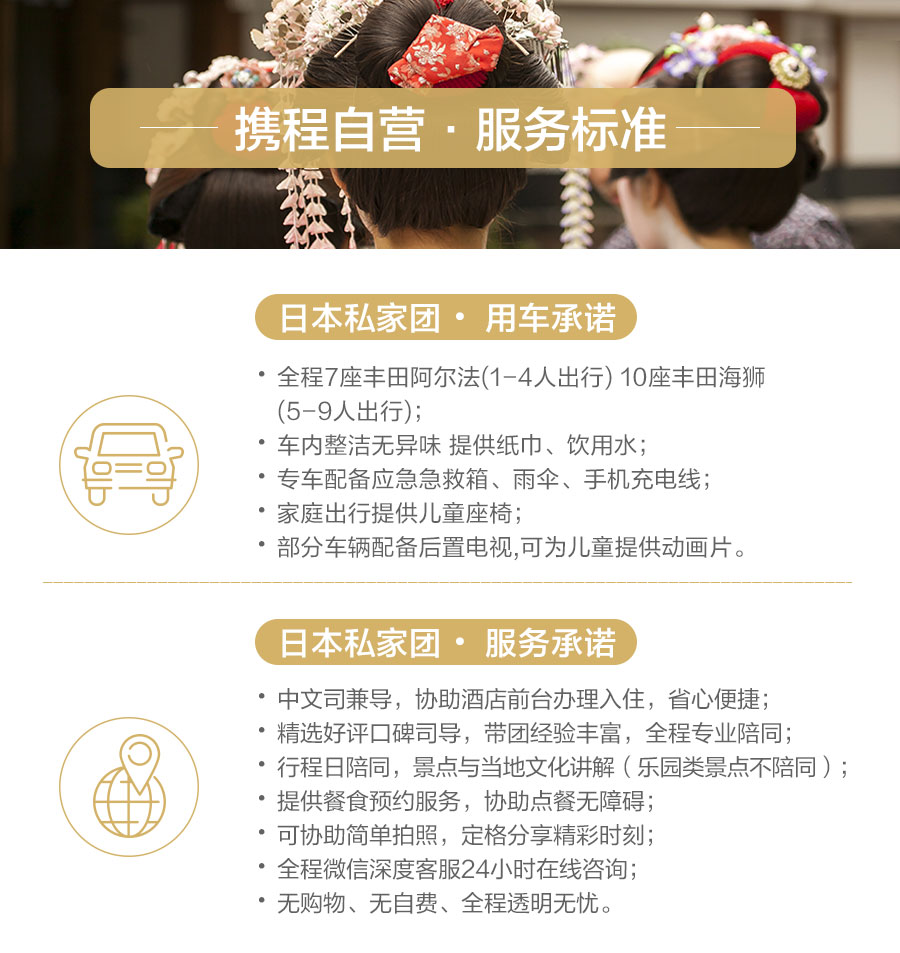 携程自营 · 服务标准
日本私家团 · 用车承诺
· 全程7座丰田阿尔法(1-4人出行) 10座丰田海狮
(5-9人出行)；
· 车内整洁无异味 提供纸巾、饮用水；
· 专车配备应急急救箱、雨伞、手机充电线；
· 家庭出行提供儿童座椅；
· 部分车辆配备后置电视,可为儿童提供动画片。
日本私家团 · 服务承诺
· 中文司兼导，协助酒店前台办理入住，省心便捷；
· 精选好评口碑司导，带团经验丰富，全程专业陪同；
· 行程日陪同，景点与当地文化讲解（乐园类景点不陪同）；
· 提供餐食预约服务，协助点餐无障碍；
· 可协助简单拍照，定格分享精彩时刻；
· 全程微信深度客服24小时在线咨询；
· 无购物、无自费、全程透明无忧。